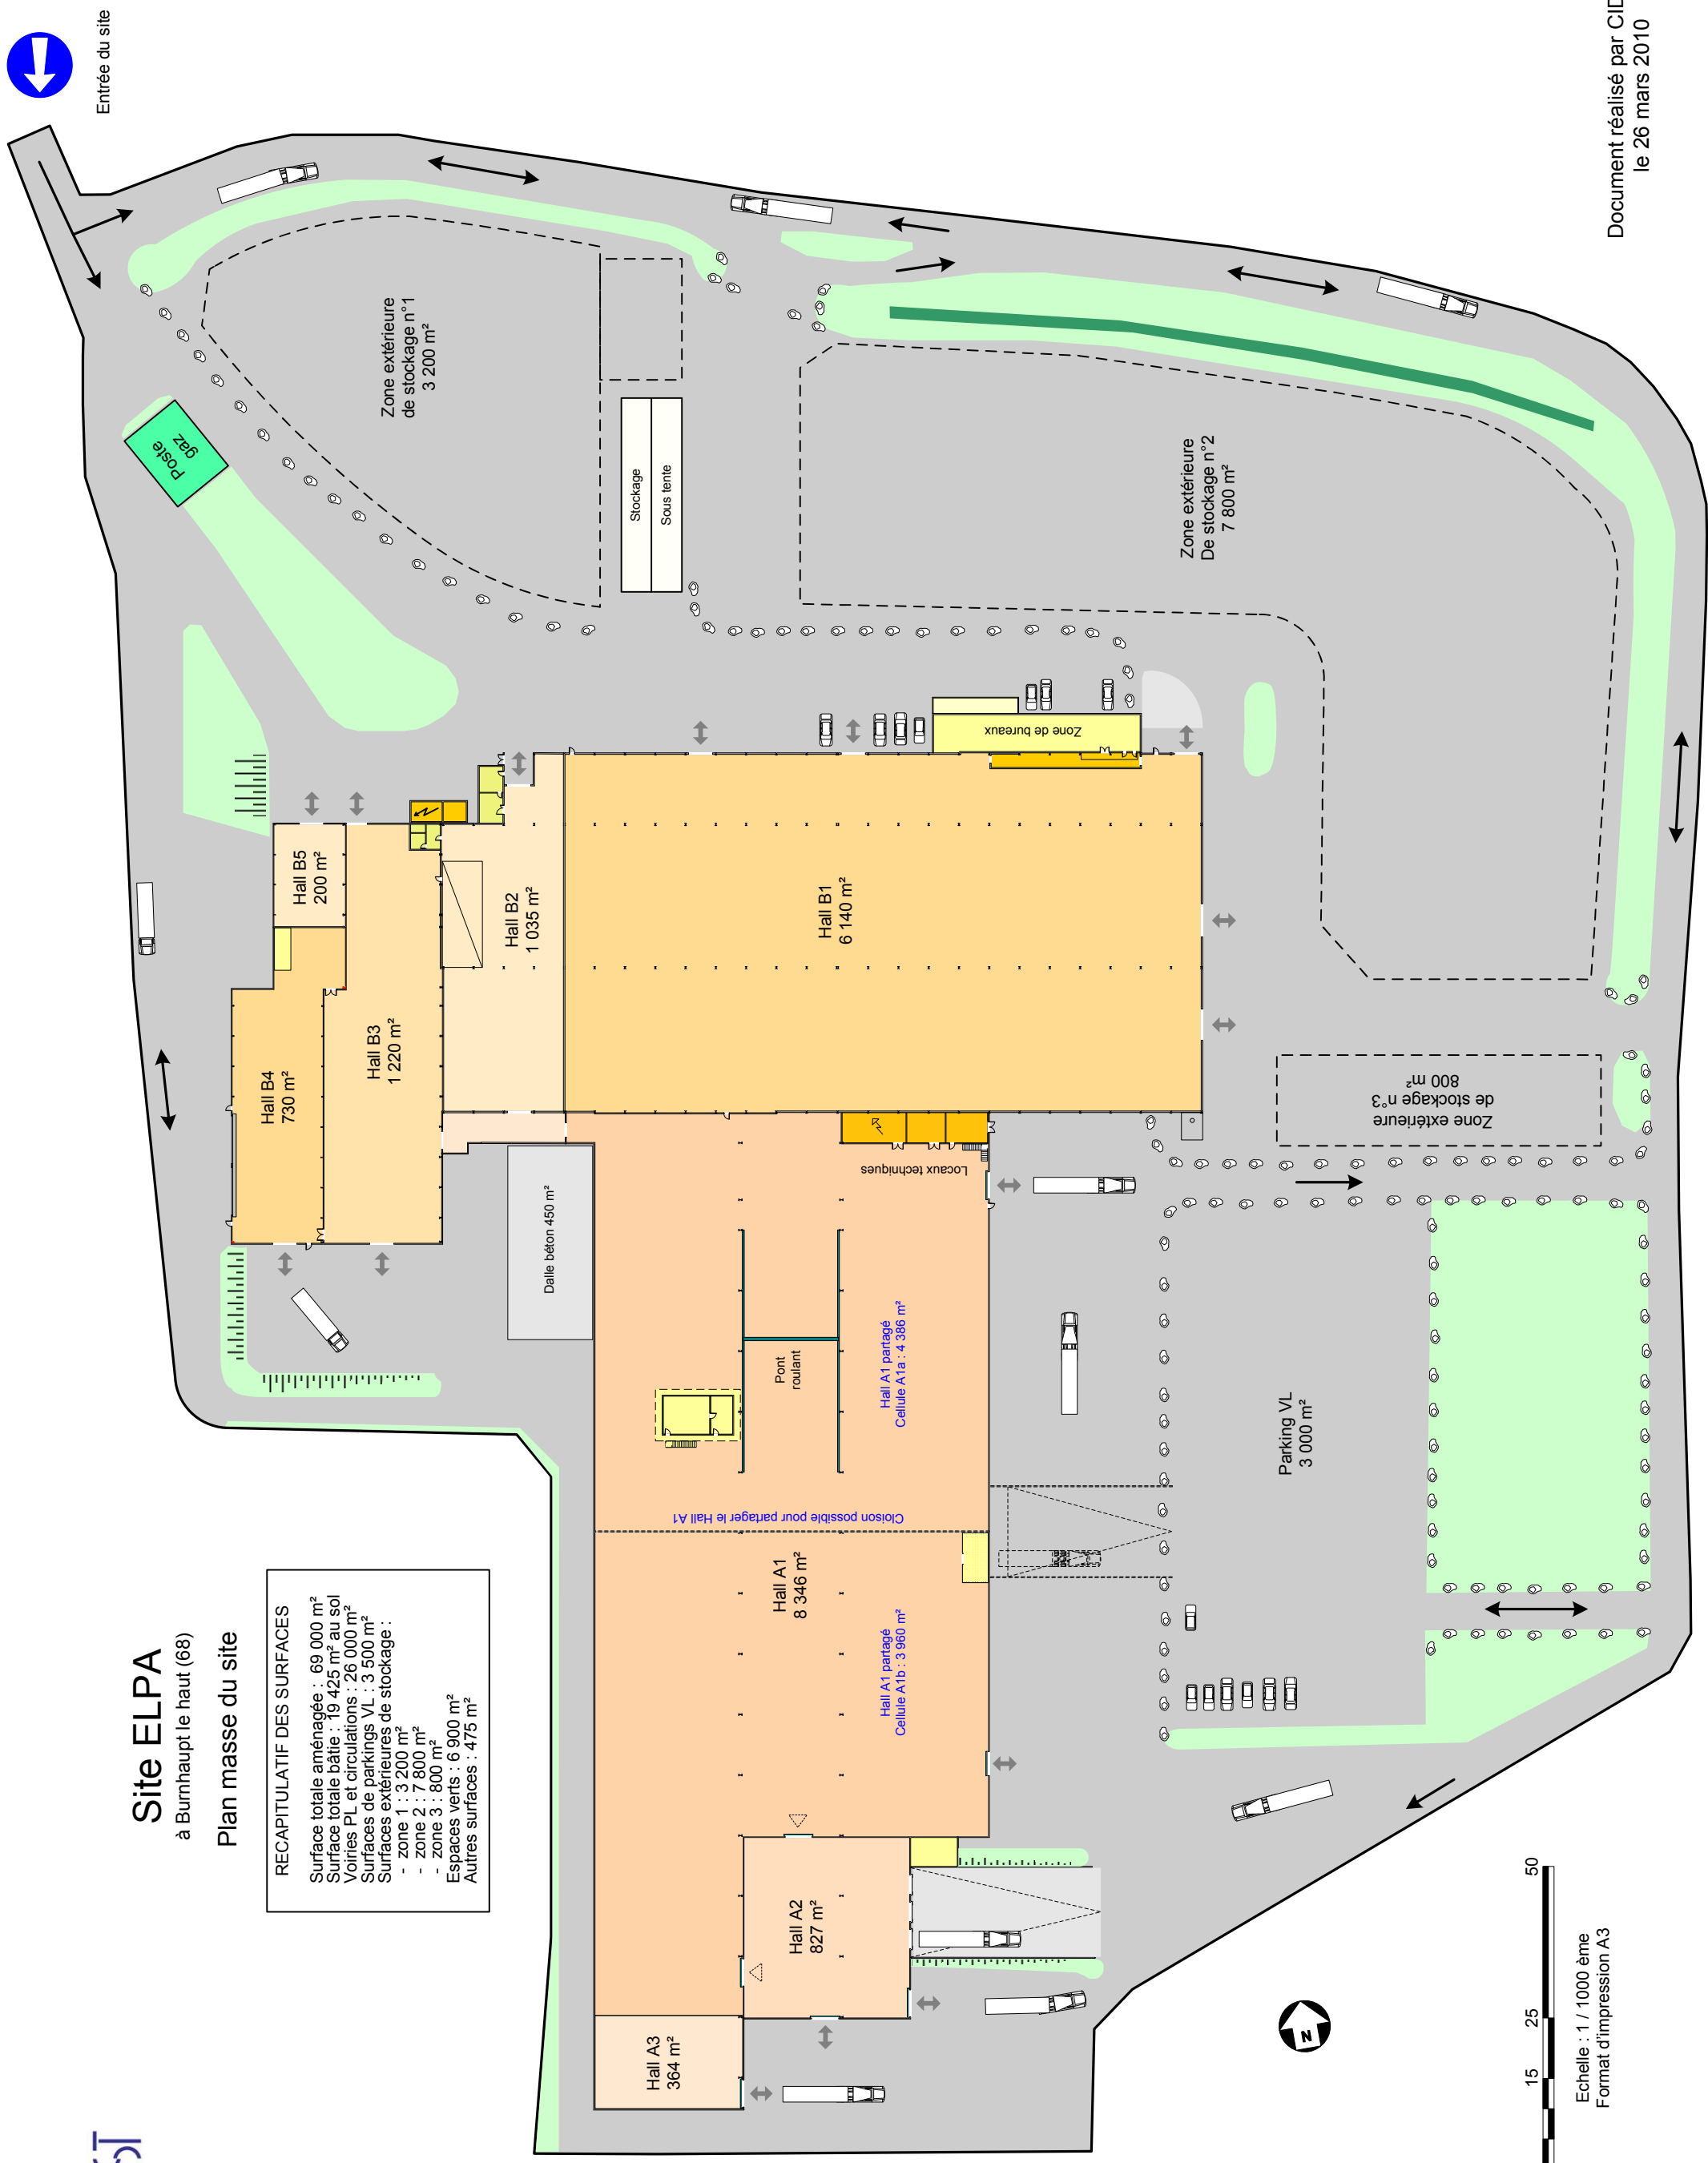 Site ELPA
à Burnhaupt le haut (68)
Plan masse du site
RECAPITULATIF DES SURFACES
Surface totale aménagée : 69 000 m²
Surface totale bâtie : 19 425 m² au sol
Voiries PL et circulations : 26 000 m²
Surfaces de parkings VL : 3 500 m²
Surfaces extérieures de stockage :
- zone 1 : 3 200 m²
- zone 2 : 7 800 m²
- zone 3 : 800 m²
Espaces verts : 6 900 m²
Autres surfaces : 475 m²
Entrée du site
Poste
gaz
Zone extérieure
de stockage n°1
3 200 m²
Stockage
Sous tente
Zone extérieure
De stockage n°2
7 800 m²
Zone de bureaux
Hall B5
200 m²
Hall B4
730 m²
Hall B3
1 220 m²
Hall B2
1 035 m²
Hall B1
6 140 m²
Zone extérieure
de stockage n°3
800 m²
Dalle béton 450 m²
Locaux techniques
Pont
roulant
Hall A1 partagé
Cellule A1a : 4 386 m²
Cloison possible pour partager le Hall A1
Hall A1
8 346 m²
Hall A1 partagé
Cellule A1b : 3 960 m²
Parking VL
3 000 m²
Hall A2
827 m²
Hall A3
364 m²
N
15
25
50
Echelle : 1 / 1000 ème
Format d'impression A3
Document réalisé par CID
le 26 mars 2010